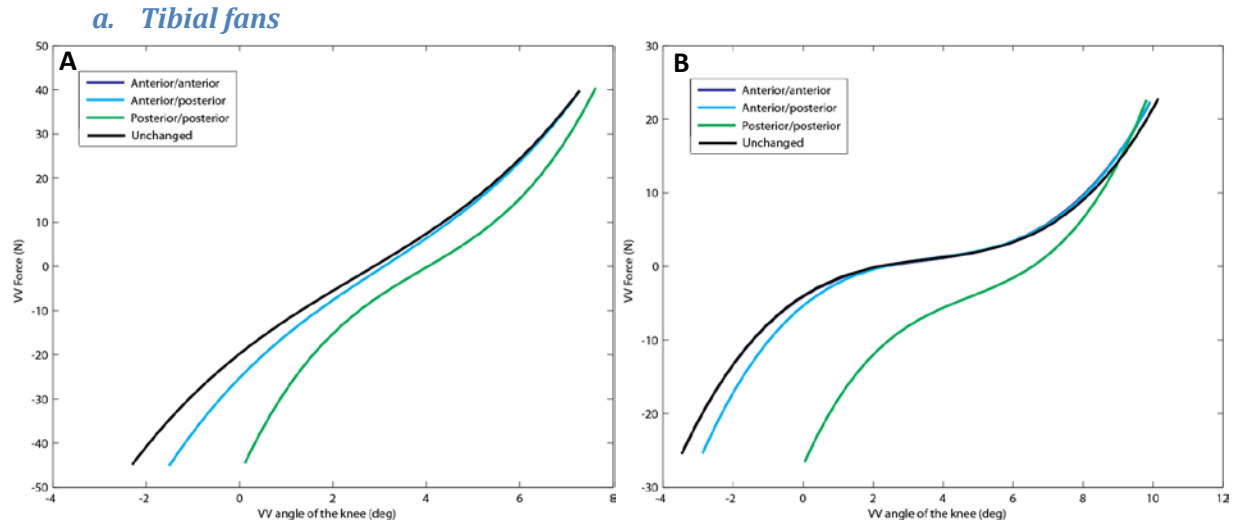 a. Tibial fans
A
Anterior/anterior
Anterior/posterior
Posterior/posterior
Unchanged
50
40
30
20
10
0
-10
-20
-30
-40
-50
VV Force (N)
-4
-2
0
2
4
6
8
VV angle of the knee (deg)
B
Anterior/anterior
Anterior/posterior
Posterior/posterior
Unchanged
30
20
10
0
-10
-20
-30
VV Force (N)
-4
-2
0
2
4
6
8
10
12
VV angle of the knee (deg)